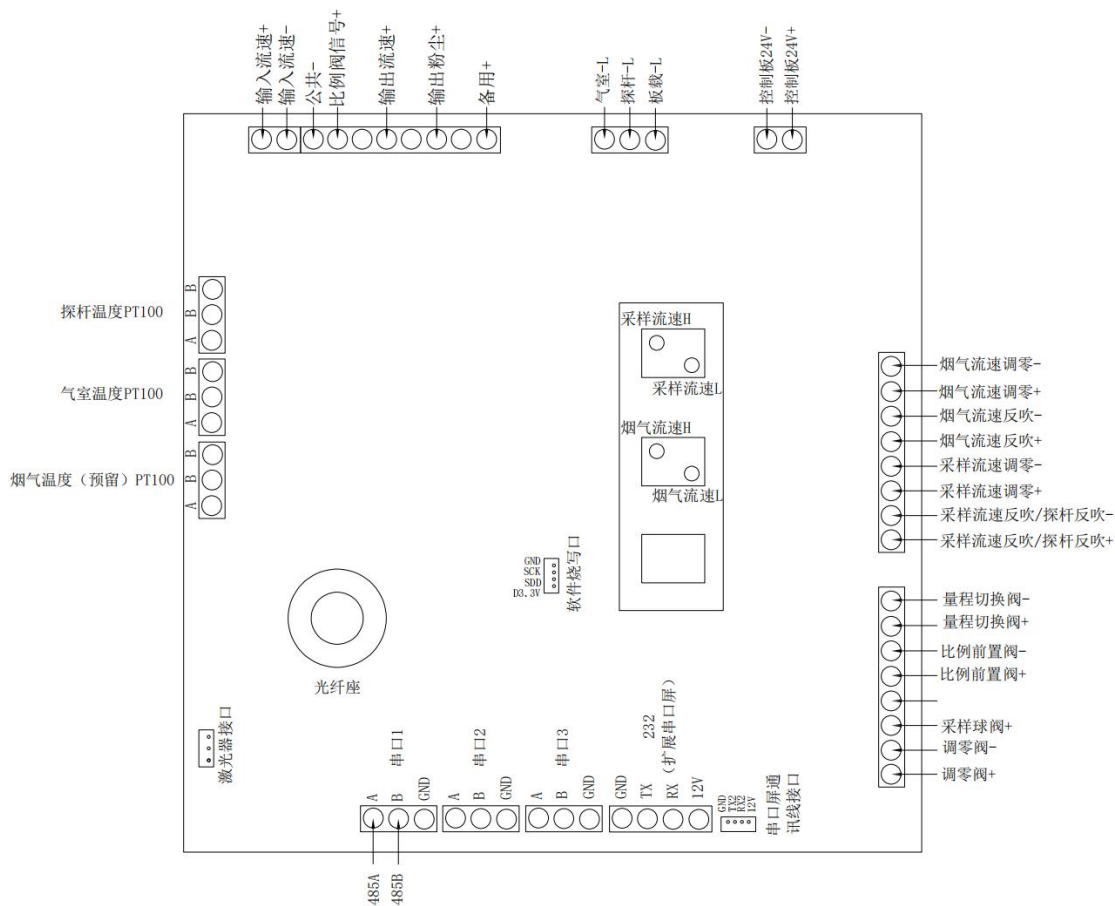 输入流速+
输入流速-
公共-
比例阀信号+
输出流速+
输出粉尘+
备用+
气室-L
探杆-L
板载-L
控制板24V-
控制板24V+
B
B
A
探杆温度PT100
B
B
A
气室温度PT100
B
B
A
烟气温度（预留）PT100
采样流速H
采样流速L
烟气流速H
烟气流速L
烟气流速调零-
烟气流速调零+
烟气流速反吹-
烟气流速反吹+
采样流速调零-
采样流速调零+
采样流速反吹/探杆反吹-
采样流速反吹/探杆反吹+
GND
SCK
SDD
D3.3V
软件烧写口
量程切换阀-
量程切换阀+
比例前置阀-
比例前置阀+
采样球阀+
调零阀-
调零阀+
光纤座
激光器接口
串口1
A
B
GND
串口2
A
B
GND
串口3
A
B
GND
232
（扩展串口屏）
GND
TX
RX
12V
GND
TX2
RX2
12V
串口屏通
讯线接口
485A
485B